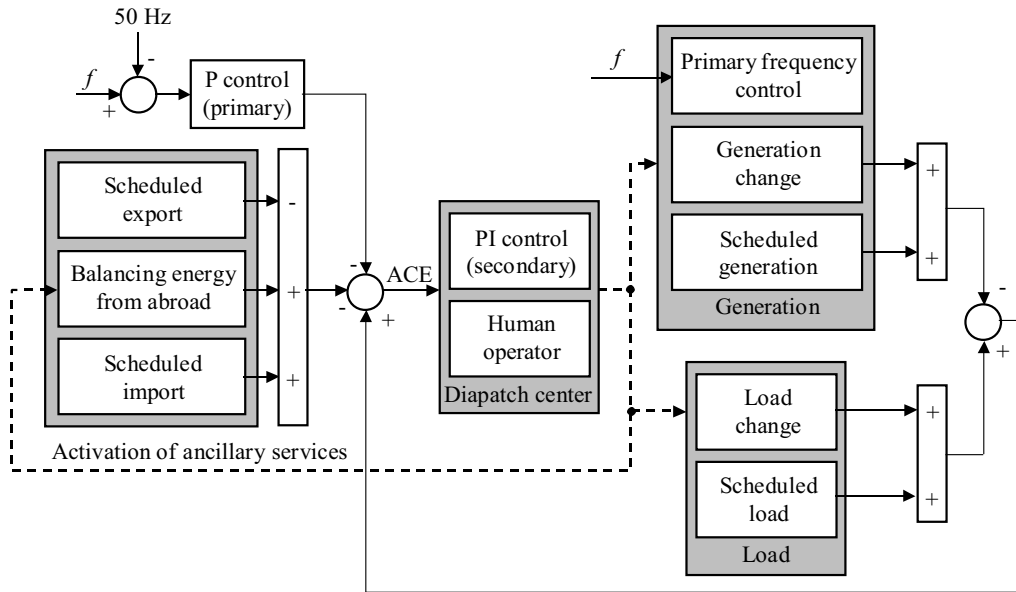 50 Hz
-
f
+
P control
(primary)
Scheduled
export
-
Balancing energy
from abroad
+
Scheduled
import
+
Activation of ancillary services
-
-
+
ACE
PI control
(secondary)
Human
operator
Diapatch center
f
Primary frequency
control
Generation
change
+
Scheduled
generation
+
Generation
-
+
Load
change
+
Scheduled
load
+
Load